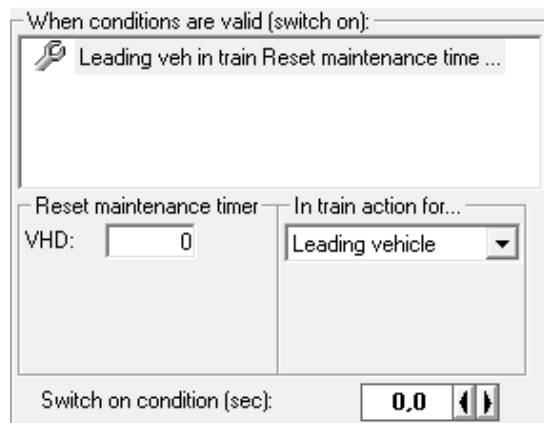 When conditions are valid (switch on):
Leading veh in train Reset maintenance time ...
Reset maintenance timer
In train action for...
VHD: 0
Leading vehicle
Switch on condition (sec): 0,0